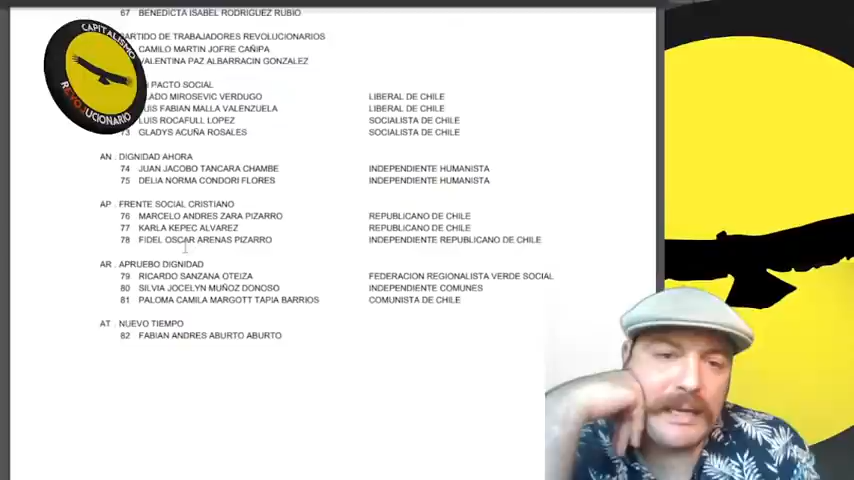 67 BENEDICTA ISABEL RODRIGUEZ RUBIO
PARTIDO DE TRABAJADORES REVOLUCIONARIOS
CAMILO MARTIN JOFRE CAÑIPA
VALENTINA PAZ ALBARRACIN GONZALEZ
PACTO SOCIAL
MIROSEVIC VERDUGO LIBERAL DE CHILE
FABIAN MALLA VALENZUELA LIBERAL DE CHILE
LUIS ROCAFULL LOPEZ SOCIALISTA DE CHILE
73 GLADYS ACUÑA ROSALES SOCIALISTA DE CHILE
AN . DIGNIDAD AHORA
74 JUAN JACOBO TANCARA CHAMBE INDEPENDIENTE HUMANISTA
75 DELIA NORMA CONDORI FLORES INDEPENDIENTE HUMANISTA
AP . FRENTE SOCIAL CRISTIANO
76 MARCELO ANDRES ZARA PIZARRO REPUBLICANO DE CHILE
77 KARLA KEPEC ALVAREZ REPUBLICANO DE CHILE
78 FIDEL OSCAR ARENAS PIZARRO INDEPENDIENTE REPUBLICANO DE CHILE
AR . APRUEBO DIGNIDAD
79 RICARDO SANZANA OTEIZA FEDERACION REGIONALISTA VERDE SOCIAL
80 SILVIA JOCELYN MUÑOZ DONOSO INDEPENDIENTE COMUNES
81 PALOMA CAMILA MARGOTT TAPIA BARRIOS COMUNISTA DE CHILE
AT . NUEVO TIEMPO
82 FABIAN ANDRES ABURTO ABURTO
CAPITALISMO
REVOLUCIONARIO